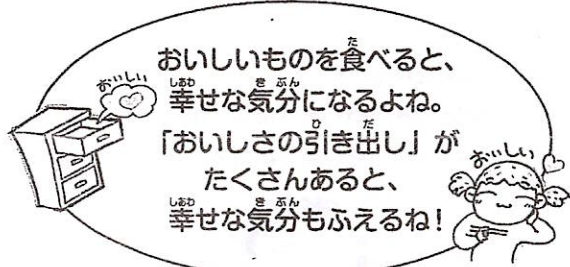 おいしいものを食べると、
幸せな気分になるよね。
「おいしさの引き出し」が
たくさんあると、
幸せな気分もふえるね！
おいしい
おいしい